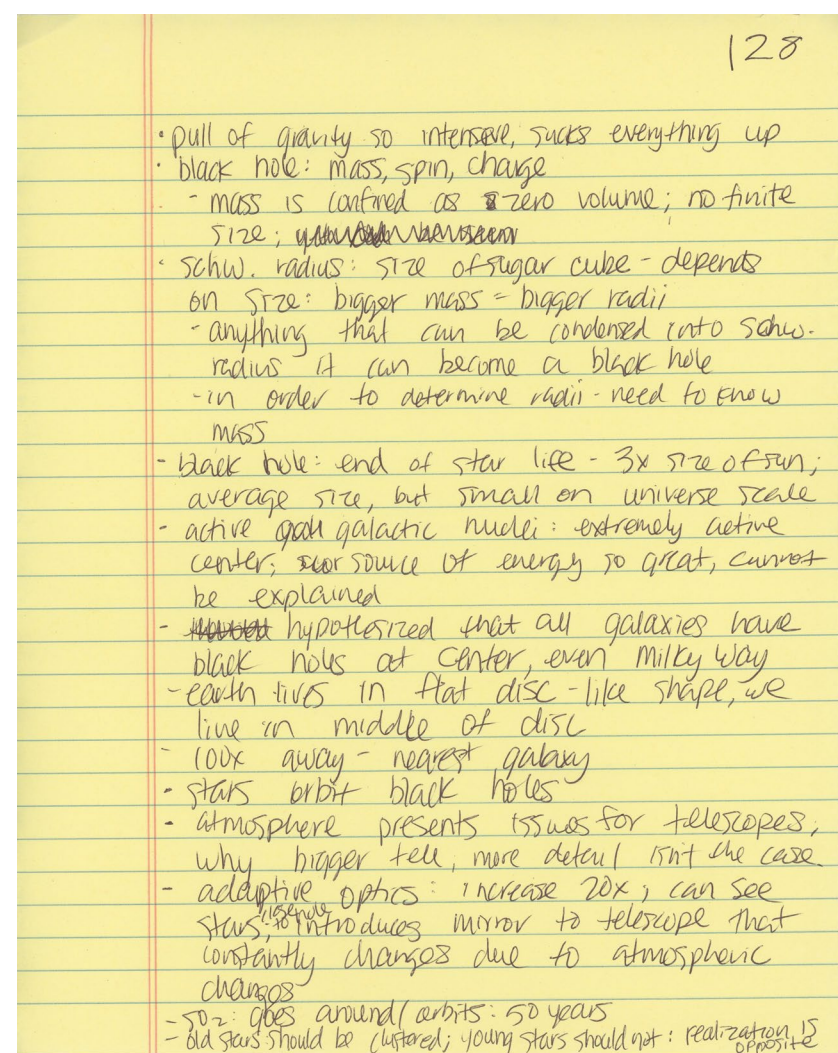 128
• pull of gravity so intensive, sucks everything up
• black hole: mass, spin, charge
- mass is confined as zero volume; no finite
size;
• schw. radius: size of sugar cube - depends
on size: bigger mass = bigger radii
- anything that can be condensed into schw.
radius it can become a black hole
- in order to determine radii - need to know
mass
- black hole: end of star life - 3x size of sun;
average size, but small on universe scale
- active galactic nuclei: extremely active
center; source of energy so great, cannot
be explained
- hypothesized that all galaxies have
black holes at center, even milky way
- earth lives in flat disc-like shape, we
live in middle of disc
- 100x away - nearest galaxy
- stars orbit black holes
- atmosphere presents issues for telescopes,
why bigger tele, more detail isn't the case.
- adaptive optics: increase 20x; can see
stars; introduces mirror to telescope that
constantly changes due to atmospheric
changes
- SO2: goes around/orbits: 50 years
- old stars should be clustered; young stars should not: realization is
opposite